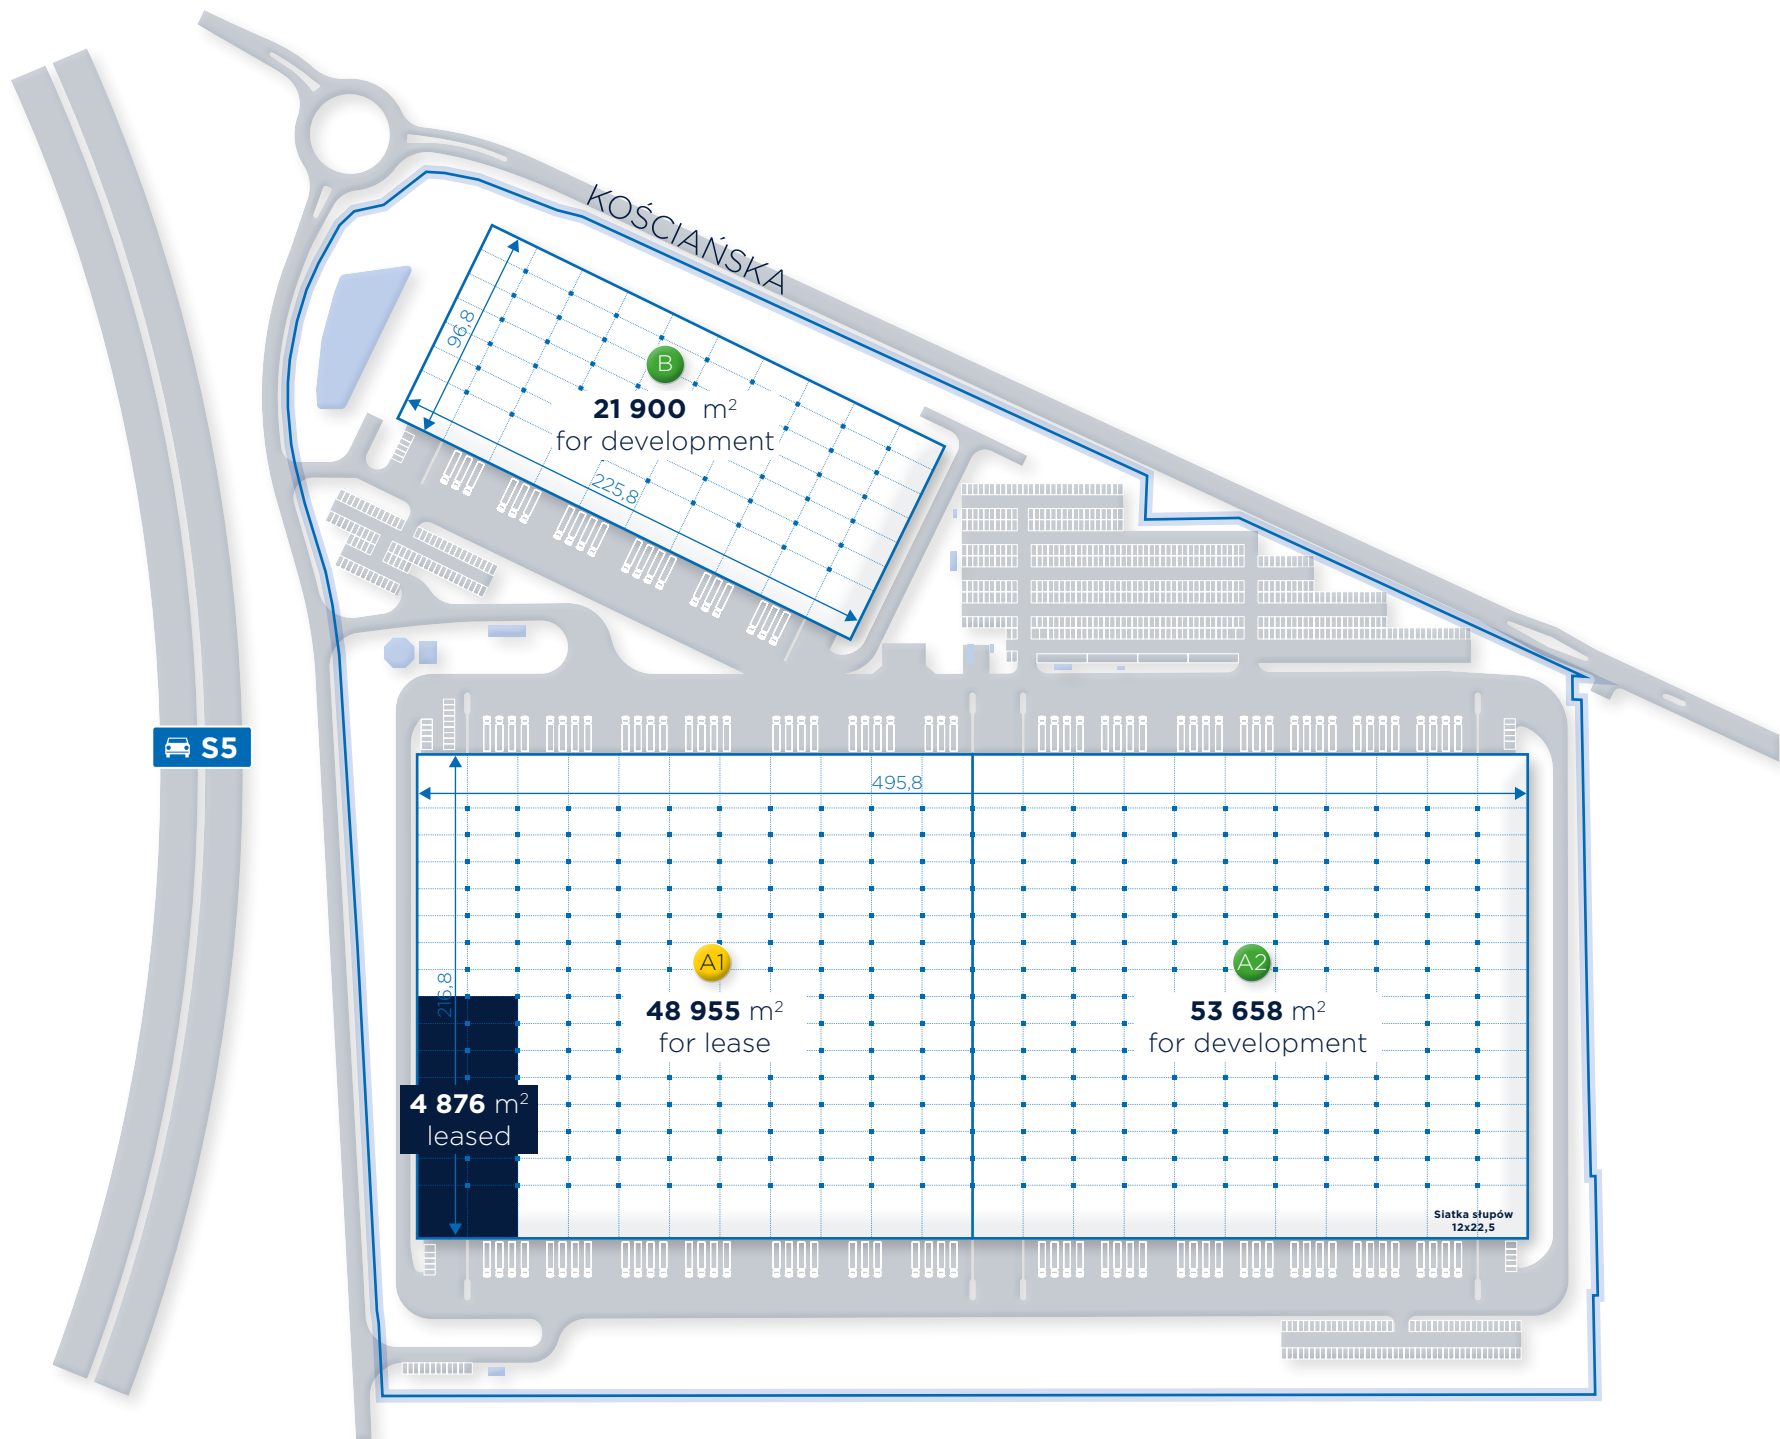 KOŚCIAŃSKA
96,8
B
21 900 m²
for development
225,8
S5
495,8
216,8
A1
48 955 m²
for lease
A2
53 658 m²
for development
4 876 m²
leased
Siatka słupów
12x22,5